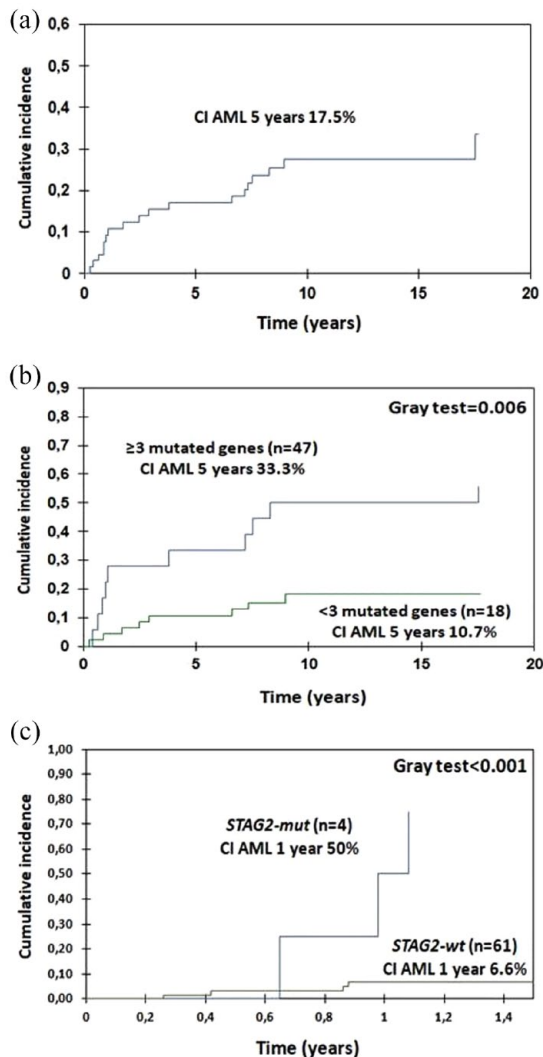 (a)
0,6
0,5
0,4
0,3
0,2
0,1
0
Cumulative incidence
CI AML 5 years 17.5%
0 5 10 15 20
Time (years)
(b)
0,9
0,8
0,7
0,6
0,5
0,4
0,3
0,2
0,1
0
Cumulative incidence
Gray test=0.006
≥3 mutated genes (n=47)
CI AML 5 years 33.3%
<3 mutated genes (n=18)
CI AML 5 years 10.7%
0 5 10 15 20
Time (years)
(c)
1,00
0,90
0,80
0,70
0,60
0,50
0,40
0,30
0,20
0,10
0,00
Cumulative incidence
Gray test<0.001
STAG2-mut (n=4)
CI AML 1 year 50%
STAG2-wt (n=61)
CI AML 1 year 6.6%
0 0,2 0,4 0,6 0,8 1 1,2 1,4
Time (years)